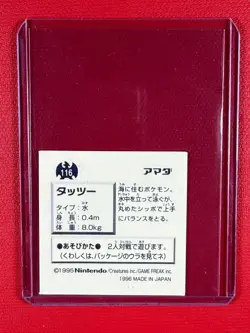 116
アマダ
タッツー
タイプ：水
身長：0.4m
体重：8.0kg
海に住むポケモン。
水中を立って泳ぐが、
丸めたシッポで上手
にバランスをとる。
●あそびかた● 2人対戦で遊びます。
（くわしくは、パッケージのウラを見てネ）
©1995 Nintendo/Creatures inc./GAME FREAK inc.
1996 MADE IN JAPAN